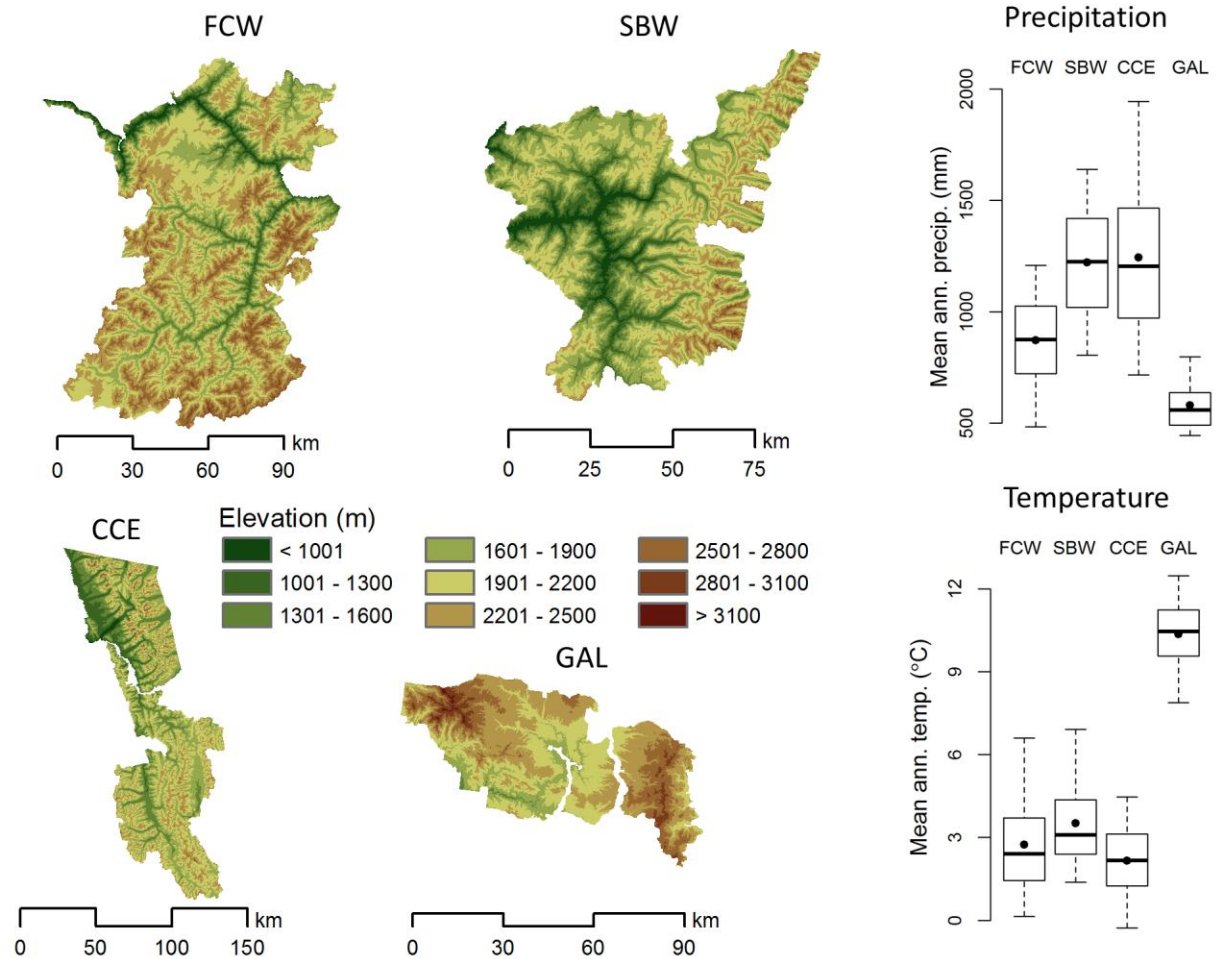 FCW
SBW
km
0 30 60 90
km
0 25 50 75
CCE
Elevation (m)
< 1001
1001 - 1300
1301 - 1600
1601 - 1900
1901 - 2200
2201 - 2500
2501 - 2800
2801 - 3100
> 3100
GAL
km
0 50 100 150
km
0 30 60 90
Precipitation
FCW SBW CCE GAL
Mean ann. precip. (mm)
2000
1500
1000
500
Temperature
FCW SBW CCE GAL
Mean ann. temp. (°C)
12
9
6
3
0